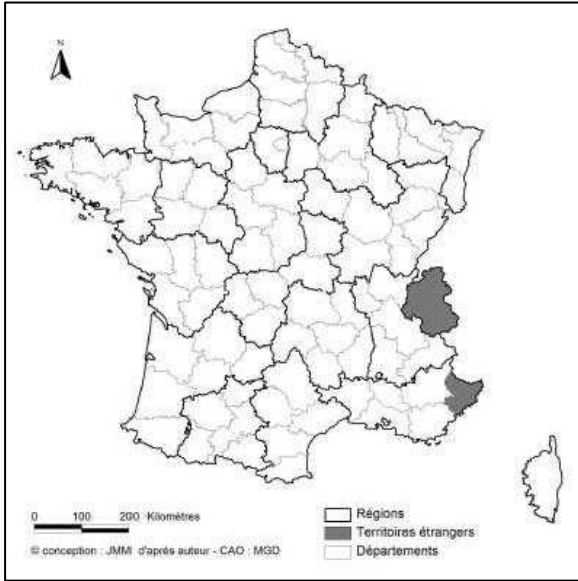 N
0 100 200 Kilomètres
Régions
Territoires étrangers
Départements
© conception : JMMI d'après auteur - CAO : MGD